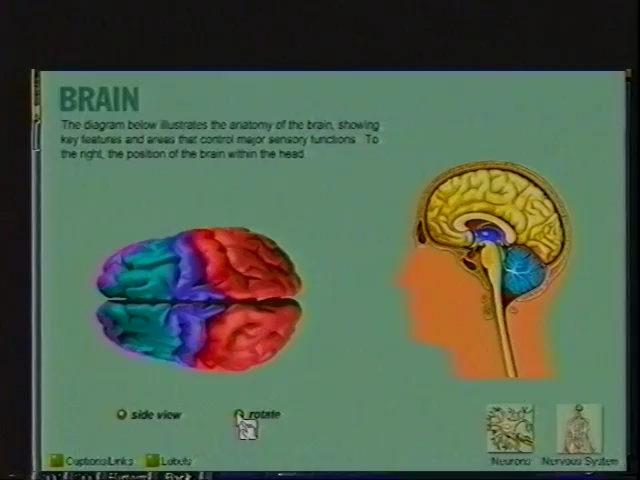 BRAIN
The diagram below illustrates the anatomy of the brain, showing
key features and areas that control major sensory functions. To
the right, the position of the brain within the head.
side view
rotate
Captions/Links
Labels
Neurons
Nervous System